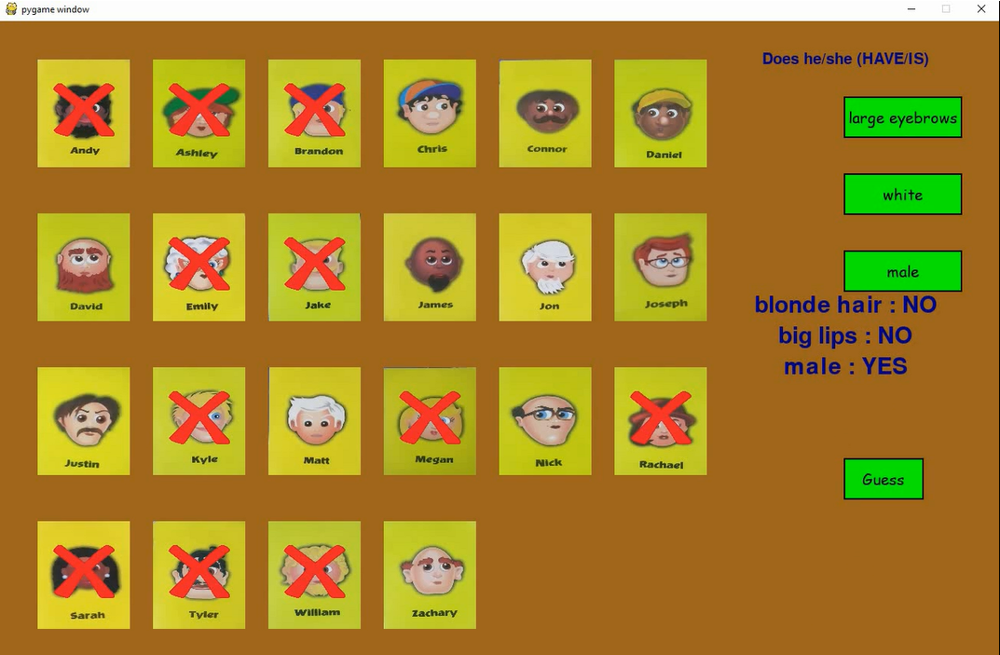 pygame window
Does he/she (HAVE/IS)
Andy
Ashley
Brandon
Chris
Connor
Daniel
large eyebrows
white
David
Emily
Jake
James
Jon
Joseph
male
blonde hair : NO
big lips : NO
male : YES
Justin
Kyle
Matt
Megan
Nick
Rachael
Guess
Sarah
Tyler
William
Zachary